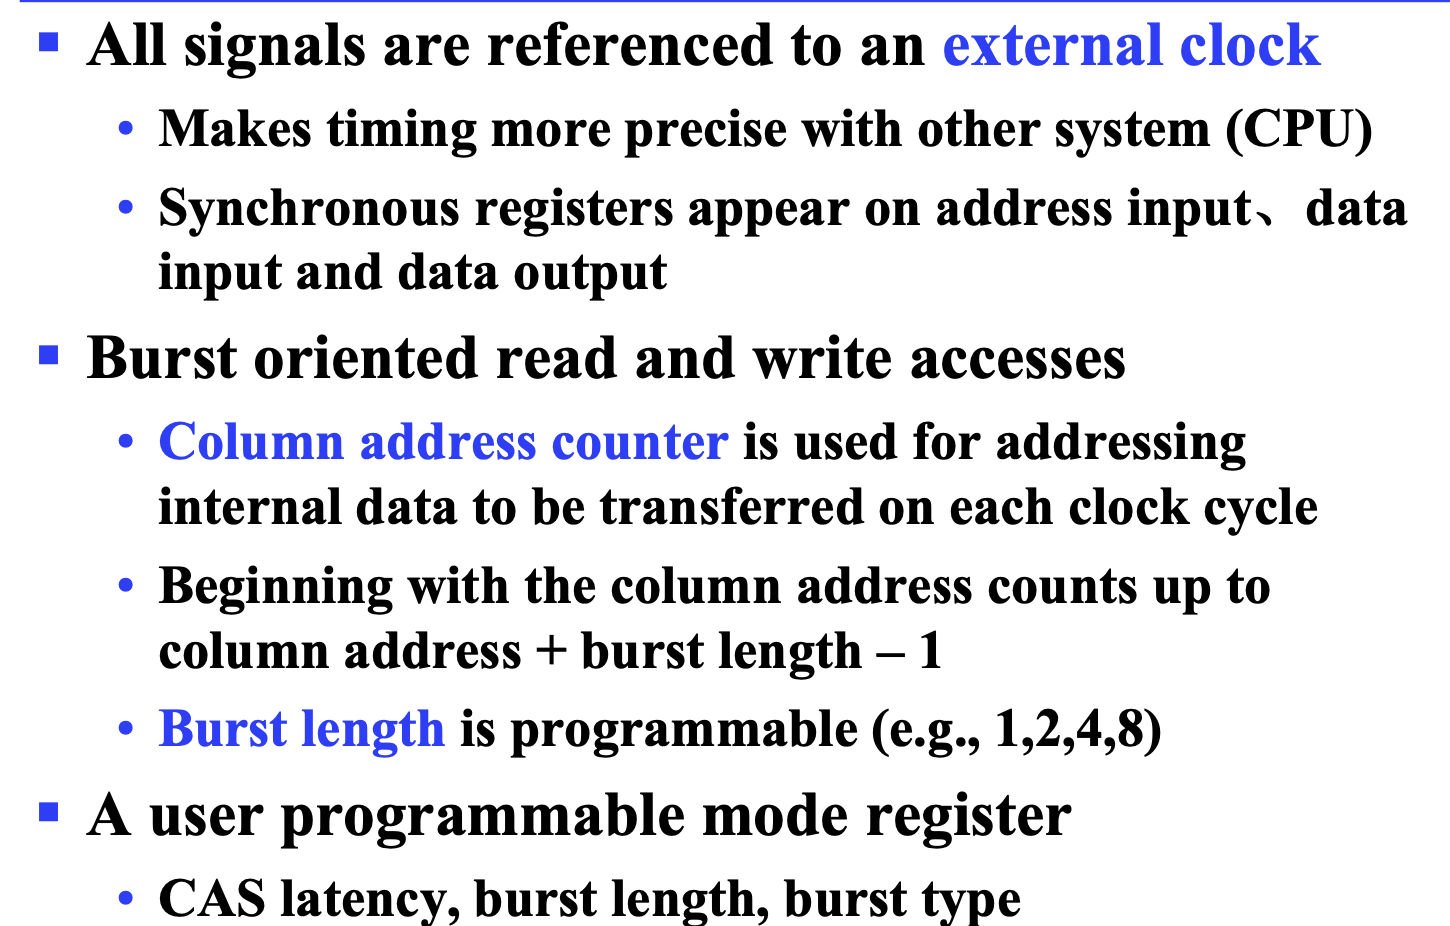 ▪ All signals are referenced to an external clock
• Makes timing more precise with other system (CPU)
• Synchronous registers appear on address input、data
input and data output
▪ Burst oriented read and write accesses
• Column address counter is used for addressing
internal data to be transferred on each clock cycle
• Beginning with the column address counts up to
column address + burst length – 1
• Burst length is programmable (e.g., 1,2,4,8)
▪ A user programmable mode register
• CAS latency, burst length, burst type